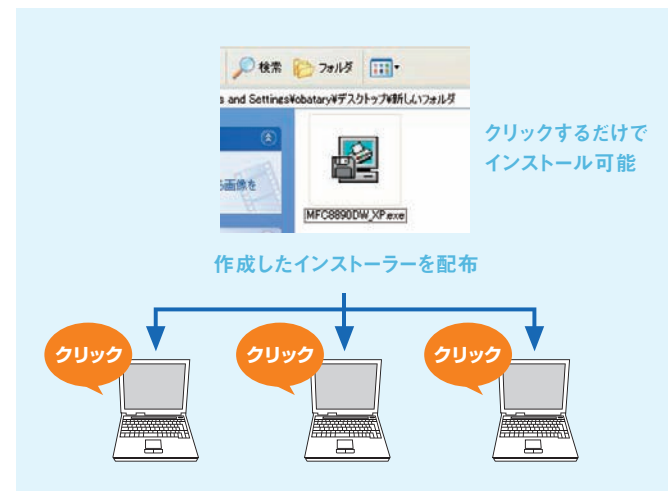 検索 フォルダ
s and Settings¥obatary¥デスクトップ¥新しいフォルダ
る画像を
MFC8890DW_XP.exe
クリックするだけで
インストール可能
作成したインストーラーを配布
クリック
クリック
クリック